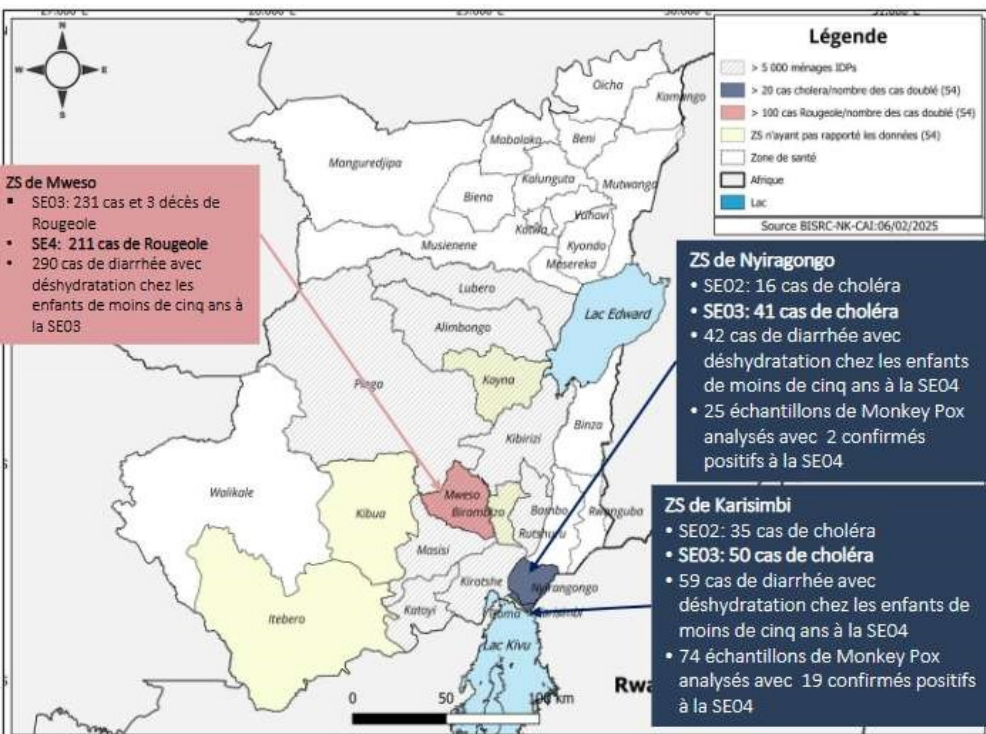 Légende
> 5 000 ménages IDPs
> 20 cas cholera/nombre des cas doublé (S4)
> 100 cas Rougeole/nombre des cas doublé (S4)
ZS n'ayant pas rapporté les données (S4)
Zone de santé
Afrique
Lac
Source BISRC-NK-CAI:06/02/2025
N
W
E
S
Oicha
Kamango
Mabalako
Beni
Manguredjipa
Kalunguta
Mutwanga
Biena
Vuhovi
Katwa
Musienene
Kyondo
Masereka
Lubero
Lac Edward
Alimbongo
Kayna
Pinga
Binza
Kibirizi
Walikale
Kibua
Mweso
Birambizo
Bambo
Rwanguba
Rutshuru
Masisi
Kirotshe
Nyirangongo
Itebero
Katoyi
Karisimbi
Lac Kivu
0 50 100 km
ZS de Mweso
▪ SE03: 231 cas et 3 décès de
Rougeole
• SE4: 211 cas de Rougeole
• 290 cas de diarrhée avec
déshydratation chez les
enfants de moins de cinq ans à
la SE03
ZS de Nyiragongo
• SE02: 16 cas de choléra
• SE03: 41 cas de choléra
• 42 cas de diarrhée avec
déshydratation chez les enfants
de moins de cinq ans à la SE04
• 25 échantillons de Monkey Pox
analysés avec 2 confirmés
positifs à la SE04
ZS de Karisimbi
• SE02: 35 cas de choléra
• SE03: 50 cas de choléra
• 59 cas de diarrhée avec
déshydratation chez les enfants de
moins de cinq ans à la SE04
• 74 échantillons de Monkey Pox
analysés avec 19 confirmés positifs
à la SE04